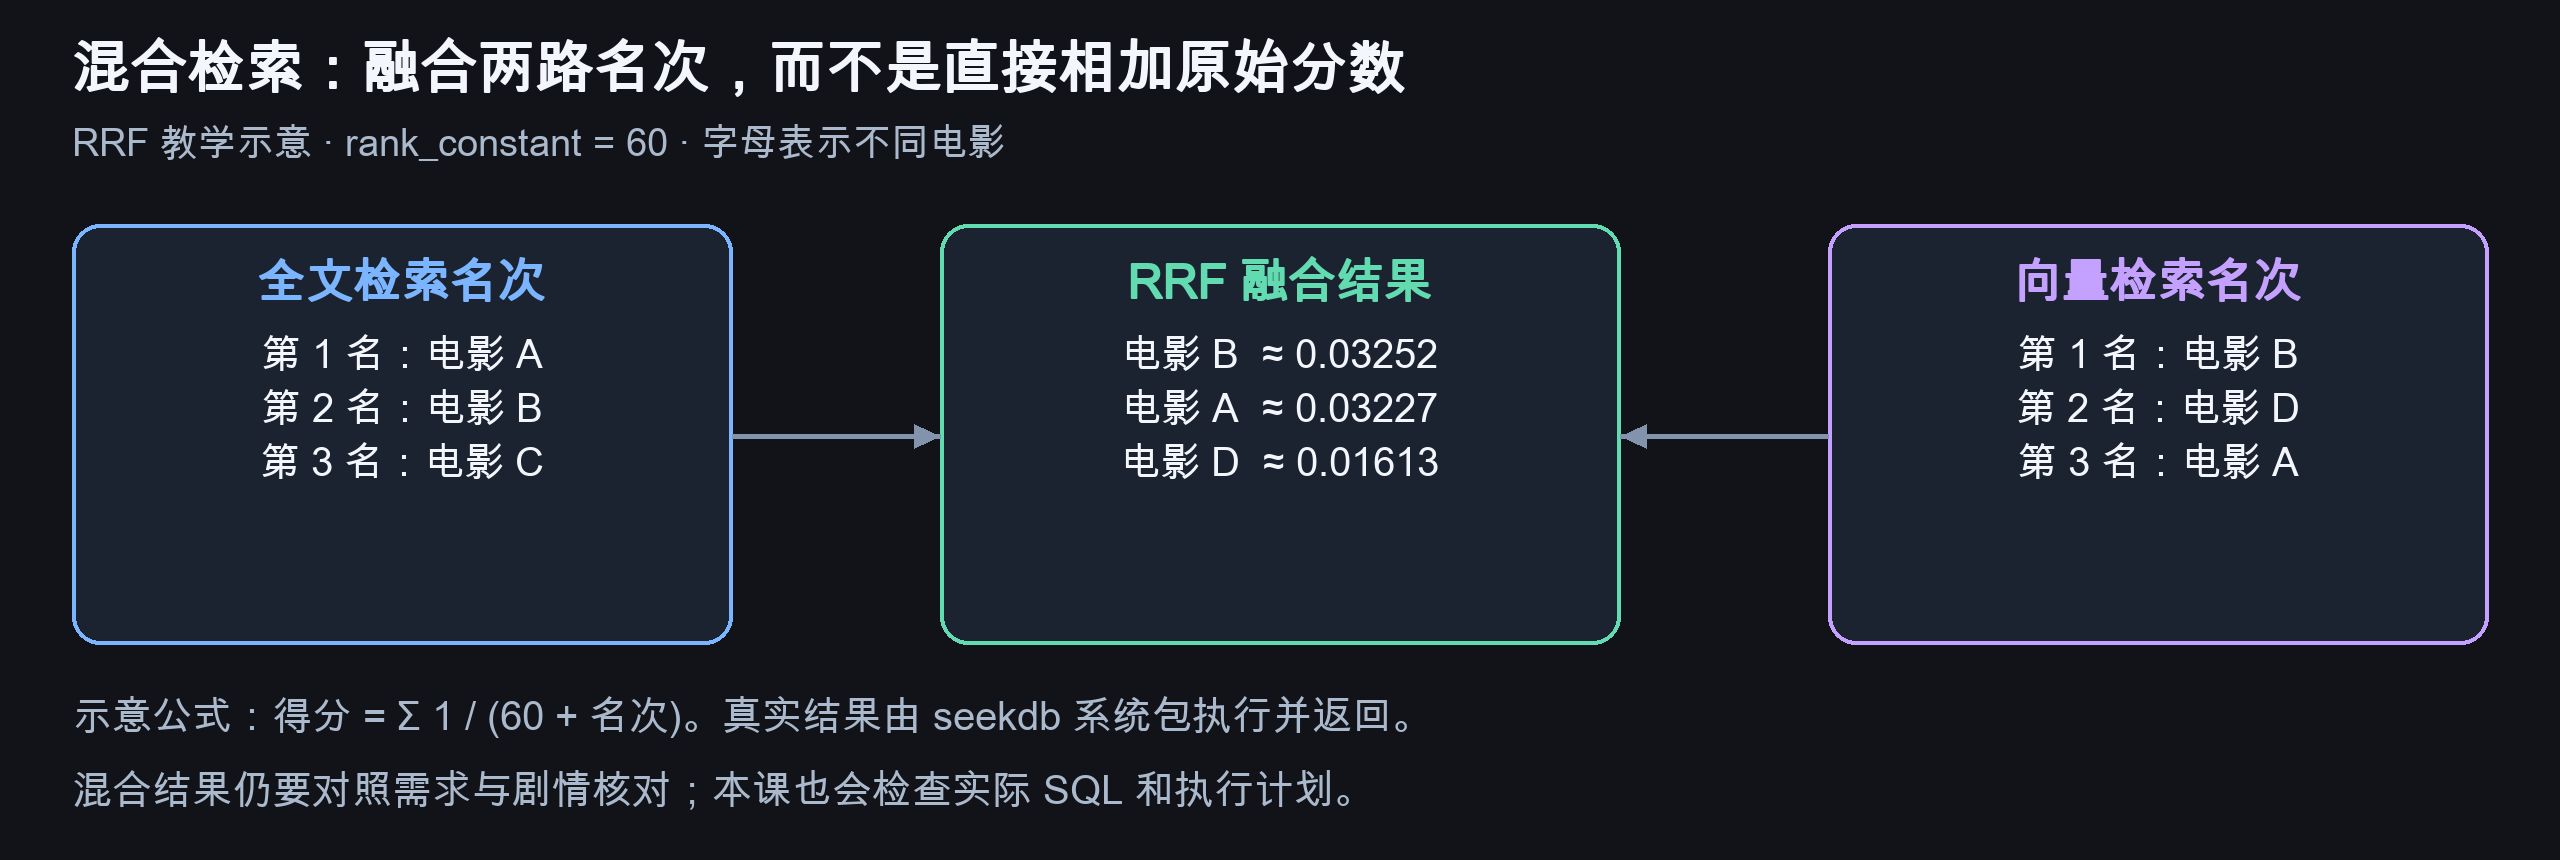 混合检索：融合两路名次，而不是直接相加原始分数
RRF 教学示意 · rank_constant = 60 · 字母表示不同电影
全文检索名次
第 1 名：电影 A
第 2 名：电影 B
第 3 名：电影 C
RRF 融合结果
电影 B ≈ 0.03252
电影 A ≈ 0.03227
电影 D ≈ 0.01613
向量检索名次
第 1 名：电影 B
第 2 名：电影 D
第 3 名：电影 A
示意公式：得分 = Σ 1 / (60 + 名次)。真实结果由 seekdb 系统包执行并返回。
混合结果仍要对照需求与剧情核对；本课也会检查实际 SQL 和执行计划。